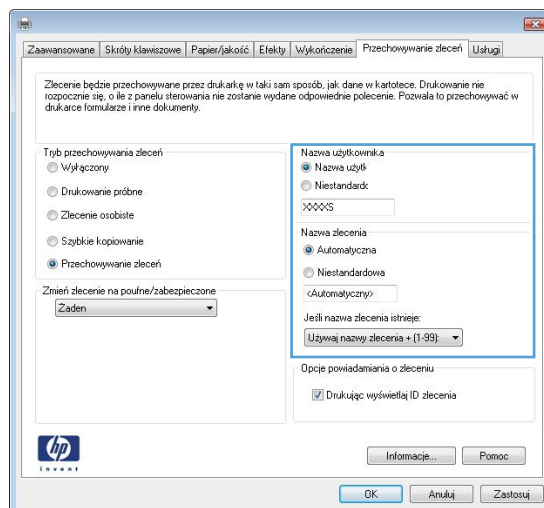 Zaawansowane Skróty klawiszowe Papier/jakość Efekty Wykończenie Przechowywanie zleceń Usługi
Zlecenie będzie przechowywane przez drukarkę w taki sam sposób, jak dane w kartotece. Drukowanie nie
rozpocznie się, o ile z panelu sterowania nie zostanie wydane odpowiednie polecenie. Pozwala to przechowywać w
drukarce formularze i inne dokumenty.
Tryb przechowywania zleceń
Wyłączony
Drukowanie próbne
Zlecenie osobiste
Szybkie kopiowanie
Przechowywanie zleceń
Zmień zlecenie na poufne/zabezpieczone
Żaden
Nazwa użytkownika
Nazwa użytk
Niestandardc
XXXXS
Nazwa zlecenia
Automatyczna
Niestandardowa
<Automatyczny>
Jeśli nazwa zlecenia istnieje:
Używaj nazwy zlecenia + (1-99):
Opcje powiadamiania o zleceniu
Drukując wyświetlaj ID zlecenia
hp
invent
Informacje... Pomoc
OK Anuluj Zastosuj